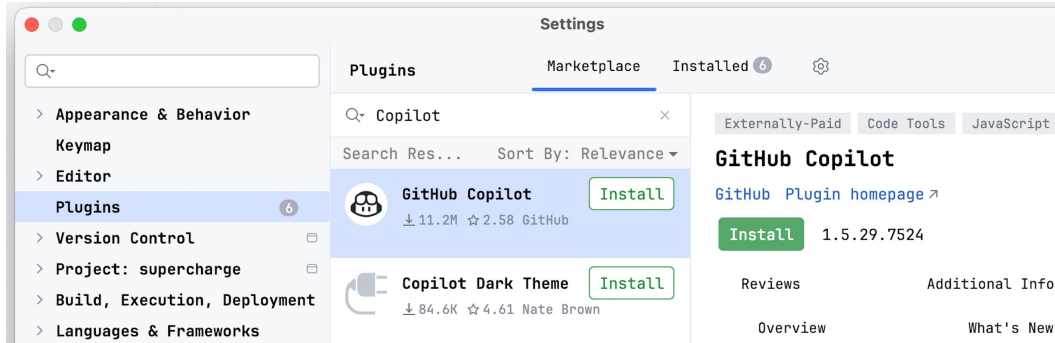 Settings
Plugins
Marketplace
Installed 6
Appearance & Behavior
Keymap
Editor
Plugins 6
Version Control
Project: supercharge
Build, Execution, Deployment
Languages & Frameworks
Copilot
Search Res... Sort By: Relevance
GitHub Copilot Install
11.2M 2.58 GitHub
Copilot Dark Theme Install
84.6K 4.61 Nate Brown
Externally-Paid Code Tools JavaScript
GitHub Copilot
GitHub Plugin homepage
Install 1.5.29.7524
Reviews Additional Info
Overview What's New